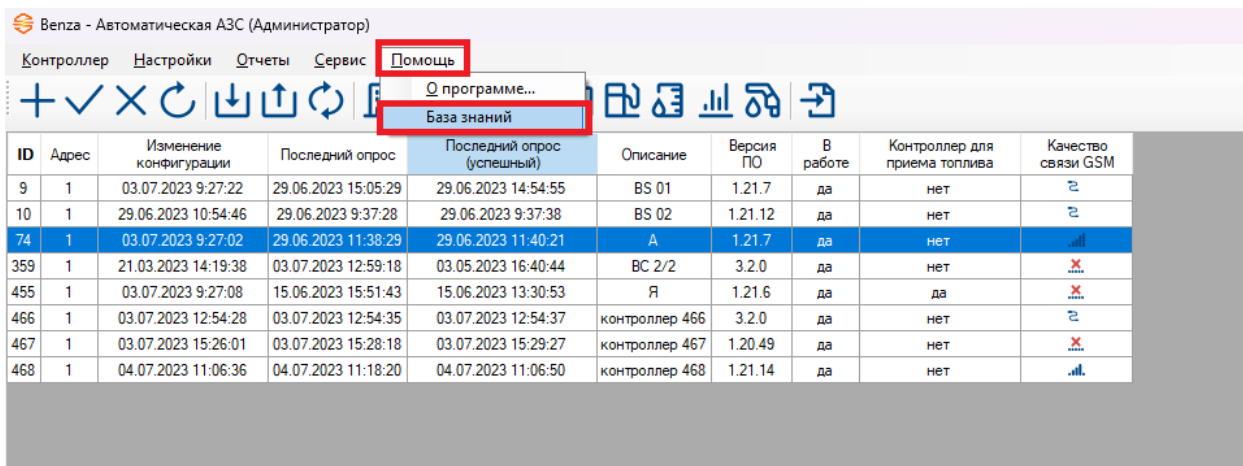 Benza - Автоматическая АЗС (Администратор)
Контроллер Настройки Отчеты Сервис Помощь
О программе...
База знаний
ID Адрес Изменение конфигурации Последний опрос Последний опрос (успешный) Описание Версия ПО В работе Контроллер для приема топлива Качество связи GSM
9 1 03.07.2023 9:27:22 29.06.2023 15:05:29 29.06.2023 14:54:55 BS 01 1.21.7 да нет
10 1 29.06.2023 10:54:46 29.06.2023 9:37:28 29.06.2023 9:37:38 BS 02 1.21.12 да нет
74 1 03.07.2023 9:27:02 29.06.2023 11:38:29 29.06.2023 11:40:21 А 1.21.7 да нет
359 1 21.03.2023 14:19:38 03.07.2023 12:59:18 03.05.2023 16:40:44 ВС 2/2 3.2.0 да нет
455 1 03.07.2023 9:27:08 15.06.2023 15:51:43 15.06.2023 13:30:53 Я 1.21.6 да да
466 1 03.07.2023 12:54:28 03.07.2023 12:54:35 03.07.2023 12:54:37 контроллер 466 3.2.0 да нет
467 1 03.07.2023 15:26:01 03.07.2023 15:28:18 03.07.2023 15:29:27 контроллер 467 1.20.49 да нет
468 1 04.07.2023 11:06:36 04.07.2023 11:18:20 04.07.2023 11:06:50 контроллер 468 1.21.14 да нет